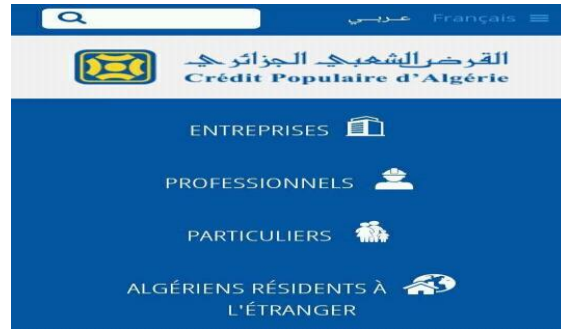 عربي Français
القرض الشعبي الجزائري
Crédit Populaire d'Algérie
ENTREPRISES
PROFESSIONNELS
PARTICULIERS
ALGÉRIENS RÉSIDENTS À
L'ÉTRANGER